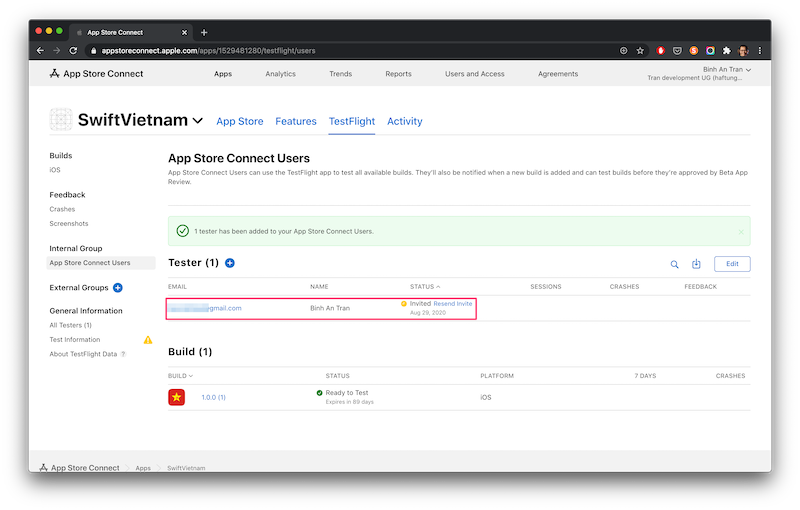 App Store Connect
appstoreconnect.apple.com/apps/1529481280/testflight/users
App Store Connect
Apps
Analytics
Trends
Reports
Users and Access
Agreements
Binh An Tran
Tran development UG (haftung...
SwiftVietnam
App Store
Features
TestFlight
Activity
Builds
iOS
Feedback
Crashes
Screenshots
Internal Group
App Store Connect Users
External Groups
General Information
All Testers (1)
Test Information
About TestFlight Data ?
App Store Connect Users
App Store Connect Users can use the TestFlight app to test all available builds. They'll also be notified when a new build is added and can test builds before they're approved by Beta App
Review.
1 tester has been added to your App Store Connect Users.
Tester (1)
Edit
EMAIL NAME STATUS SESSIONS CRASHES FEEDBACK
gmail.com Binh An Tran Invited Resend Invite
Aug 29, 2020
Build (1)
BUILD STATUS PLATFORM 7 DAYS CRASHES
1.0.0 (1) Ready to Test iOS
Expires in 89 days
App Store Connect Apps SwiftVietnam